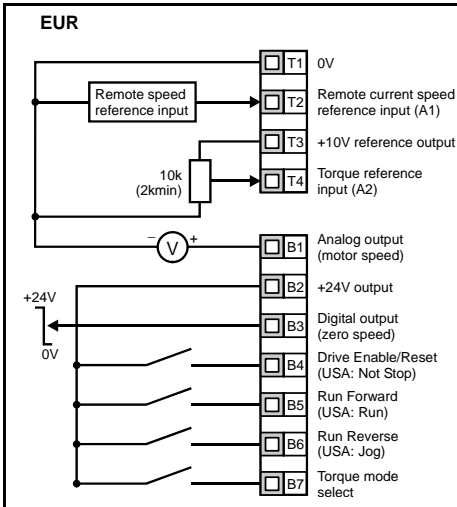 EUR
T1 0V
Remote speed
reference input
T2 Remote current speed
reference input (A1)
T3 +10V reference output
10k
(2kmin)
T4 Torque reference
input (A2)
− V +
B1 Analog output
(motor speed)
B2 +24V output
+24V
0V
B3 Digital output
(zero speed)
B4 Drive Enable/Reset
(USA: Not Stop)
B5 Run Forward
(USA: Run)
B6 Run Reverse
(USA: Jog)
B7 Torque mode
select